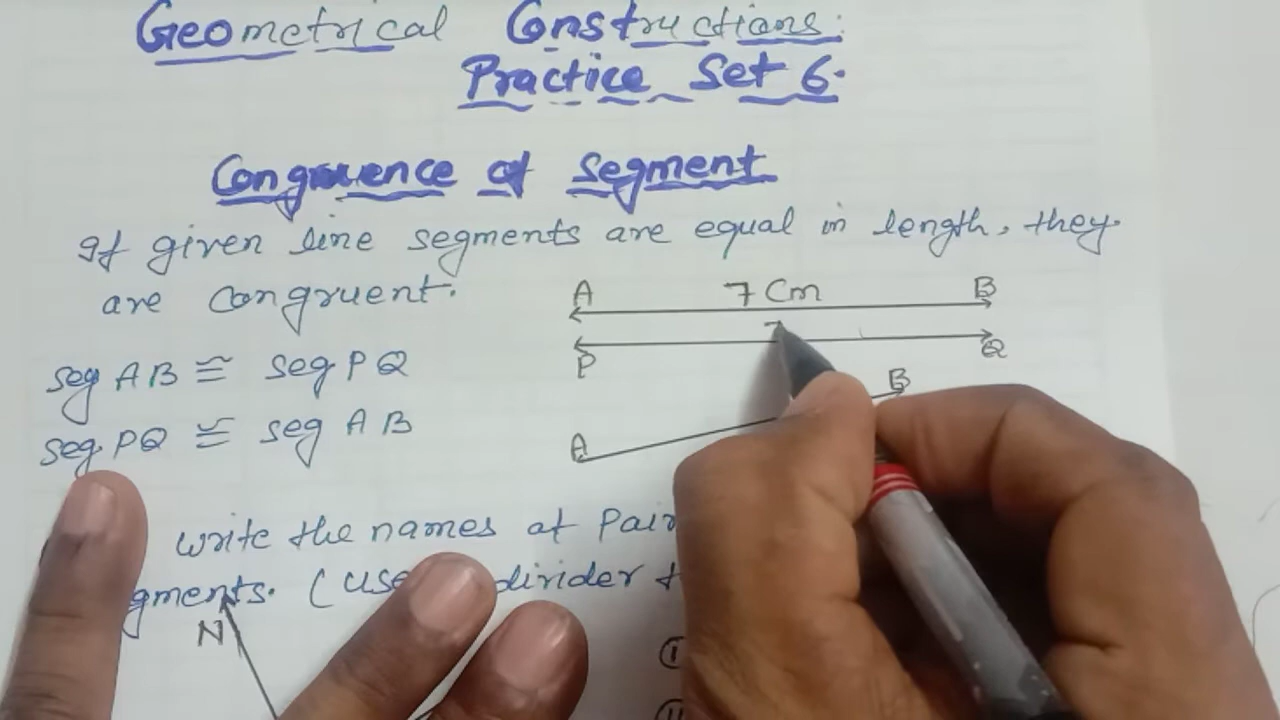 Geometrical Constructions:
Practice Set 6.
Congruence of segment
If given line segments are equal in length, they
are congruent.
A 7 Cm B
7
P Q
seg AB ≅ seg PQ
B
seg PQ ≅ seg AB
A
write the names of pair
gments. (use divider
N